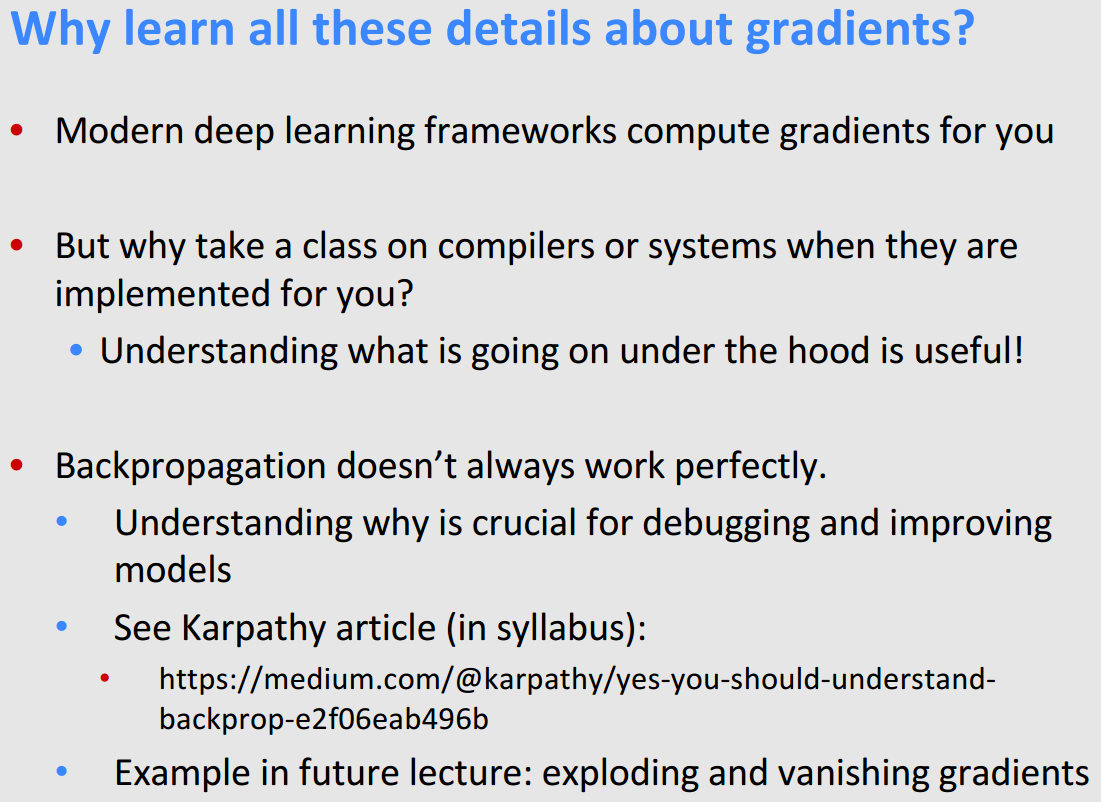 Why learn all these details about gradients?
• Modern deep learning frameworks compute gradients for you
• But why take a class on compilers or systems when they are
implemented for you?
• Understanding what is going on under the hood is useful!
• Backpropagation doesn’t always work perfectly.
• Understanding why is crucial for debugging and improving
models
• See Karpathy article (in syllabus):
• https://medium.com/@karpathy/yes-you-should-understand-
backprop-e2f06eab496b
• Example in future lecture: exploding and vanishing gradients